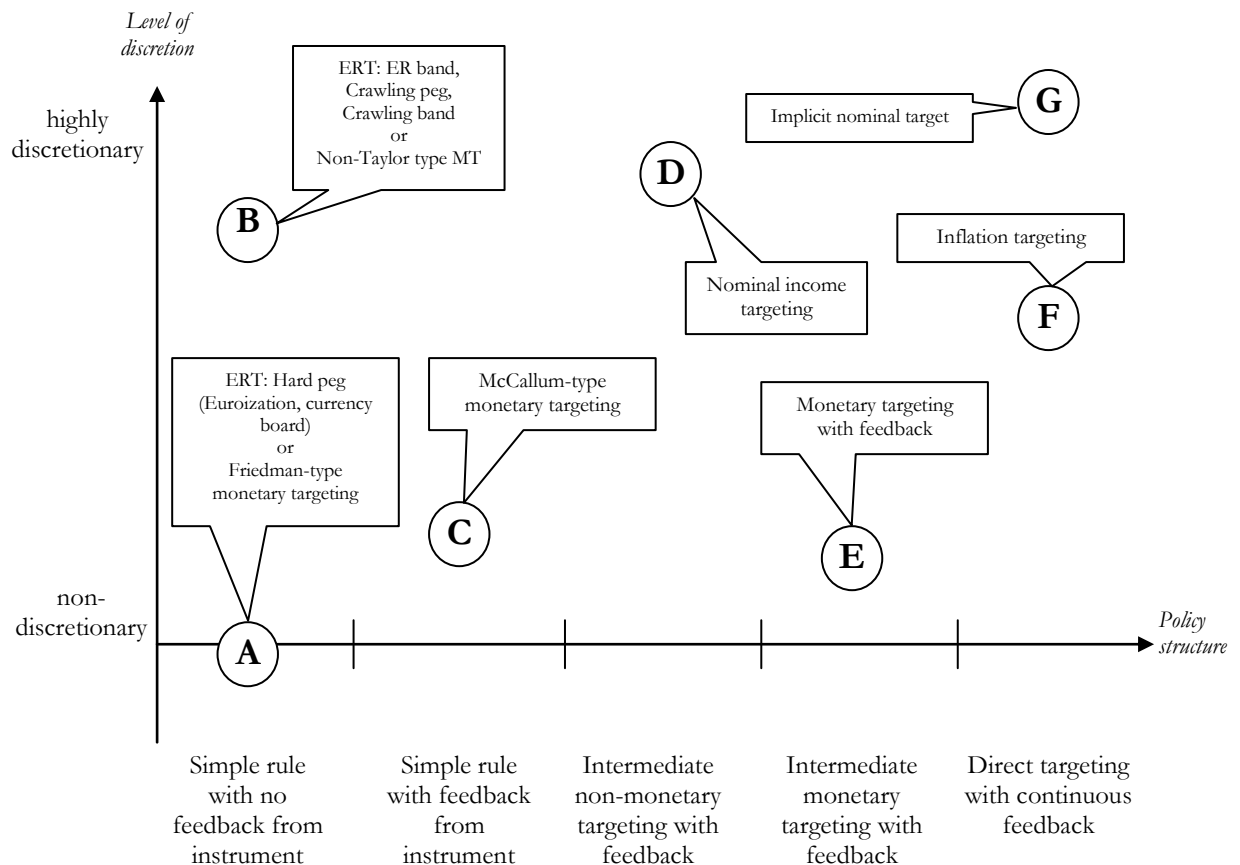 Level of
discretion
highly
discretionary
ERT: ER band,
Crawling peg,
Crawling band
or
Non-Taylor type MT
B
D
Implicit nominal target
G
Nominal income
targeting
Inflation targeting
F
ERT: Hard peg
(Euroization, currency
board)
or
Friedman-type
monetary targeting
McCallum-type
monetary targeting
Monetary targeting
with feedback
C
E
non-
discretionary
A
Policy
structure
Simple rule
with no
feedback from
instrument
Simple rule
with feedback
from
instrument
Intermediate
non-monetary
targeting with
feedback
Intermediate
monetary
targeting with
feedback
Direct targeting
with continuous
feedback